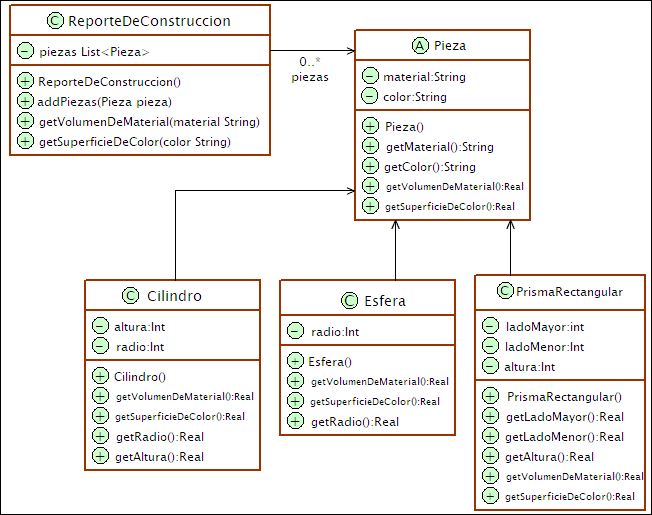 C ReporteDeConstruccion
− piezas List<Pieza>
+ ReporteDeConstruccion()
+ addPiezas(Pieza pieza)
+ getVolumenDeMaterial(material String)
+ getSuperficieDeColor(color String)
0..*
piezas
A Pieza
− material:String
− color:String
+ Pieza()
+ getMaterial():String
+ getColor():String
+ getVolumenDeMaterial():Real
+ getSuperficieDeColor():Real
C Cilindro
− altura:Int
− radio:Int
+ Cilindro()
+ getVolumenDeMaterial():Real
+ getSuperficieDeColor():Real
+ getRadio():Real
+ getAltura():Real
C Esfera
− radio:Int
+ Esfera()
+ getVolumenDeMaterial():Real
+ getSuperficieDeColor():Real
+ getRadio():Real
C PrismaRectangular
− ladoMayor:int
− ladoMenor:Int
− altura:Int
+ PrismaRectangular()
+ getLadoMayor():Real
+ getLadoMenor():Real
+ getAltura():Real
+ getVolumenDeMaterial():Real
+ getSuperficieDeColor():Real